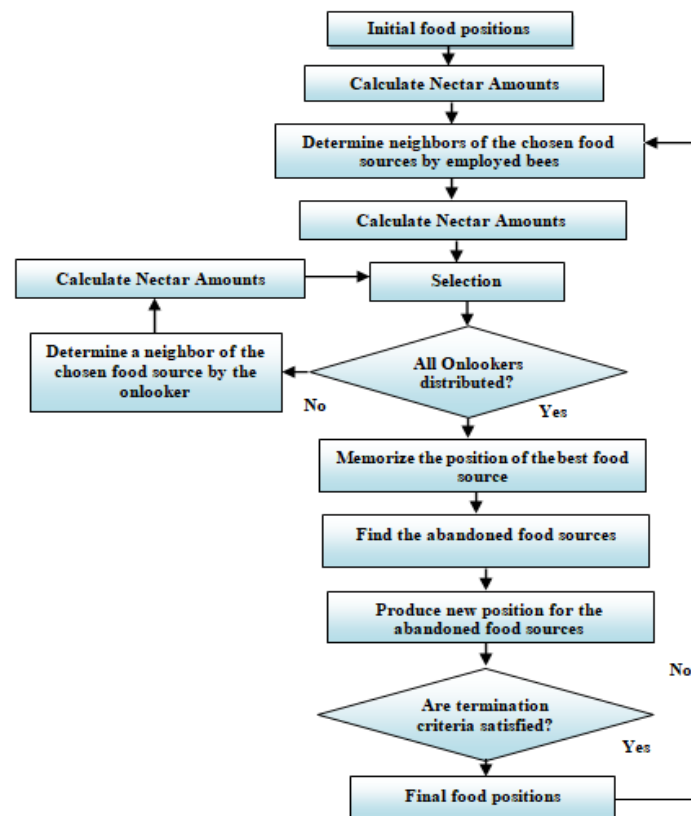 Initial food positions
Calculate Nectar Amounts
Determine neighbors of the chosen food
sources by employed bees
Calculate Nectar Amounts
Calculate Nectar Amounts
Selection
Determine a neighbor of the
chosen food source by the
onlooker
All Onlookers
distributed?
No
Yes
Memorize the position of the best food
source
Find the abandoned food sources
Produce new position for the
abandoned food sources
No
Are termination
criteria satisfied?
Yes
Final food positions